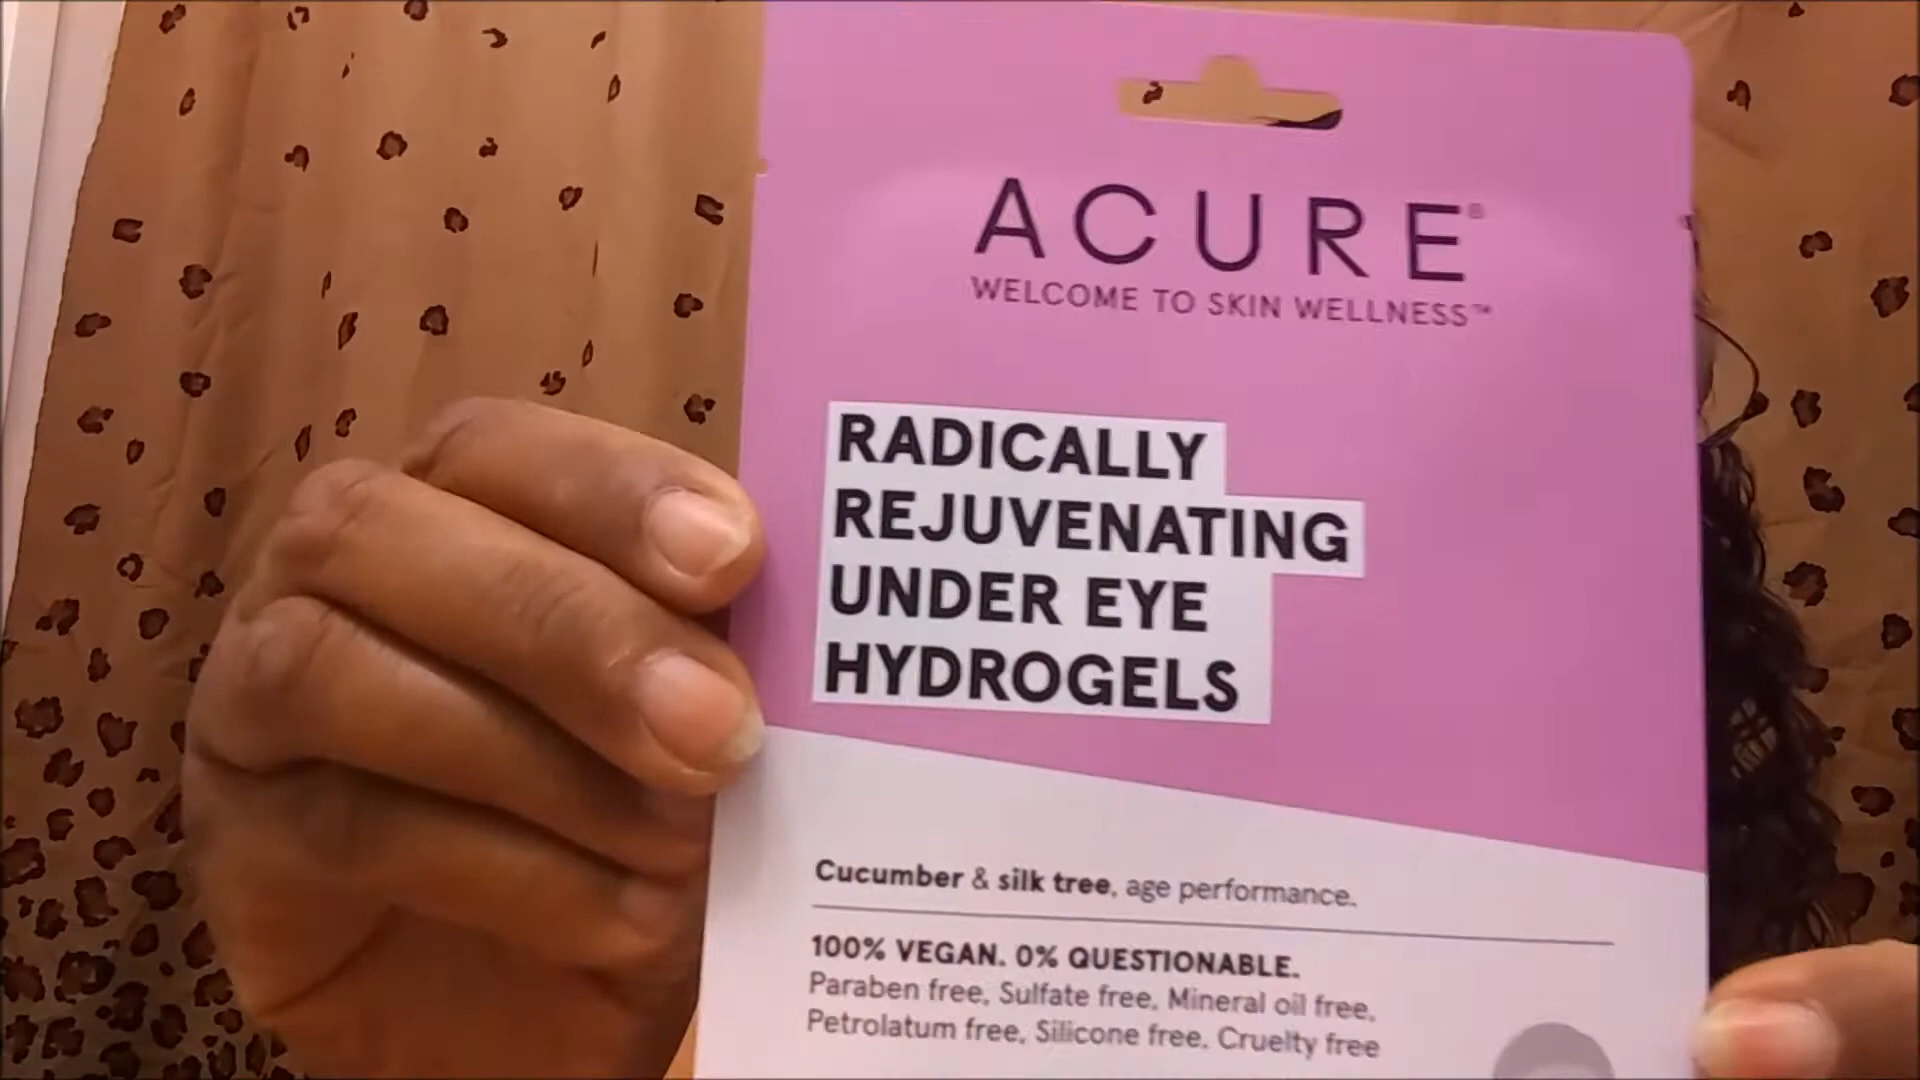 ACURE®
WELCOME TO SKIN WELLNESS™
RADICALLY
REJUVENATING
UNDER EYE
HYDROGELS
Cucumber & silk tree, age performance.
100% VEGAN. 0% QUESTIONABLE.
Paraben free, Sulfate free, Mineral oil free,
Petrolatum free, Silicone free, Cruelty free